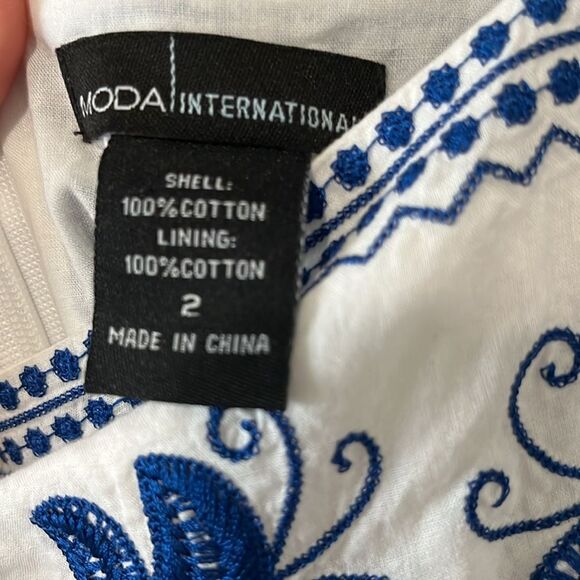 MODA INTERNATIONAL
SHELL:
100%COTTON
LINING:
100%COTTON
2
MADE IN CHINA